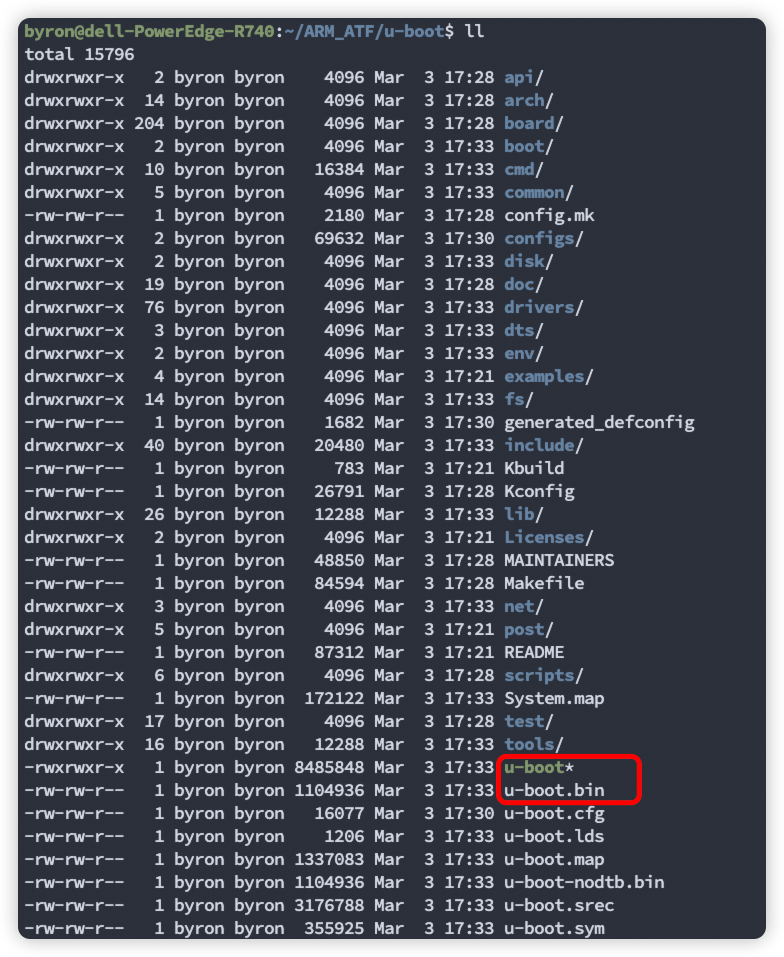 byron@dell-PowerEdge-R740:~/ARM_ATF/u-boot$ ll
total 15796
drwxrwxr-x   2 byron byron    4096 Mar  3 17:28 api/
drwxrwxr-x  14 byron byron    4096 Mar  3 17:28 arch/
drwxrwxr-x 204 byron byron    4096 Mar  3 17:28 board/
drwxrwxr-x   2 byron byron    4096 Mar  3 17:33 boot/
drwxrwxr-x  10 byron byron   16384 Mar  3 17:33 cmd/
drwxrwxr-x   5 byron byron    4096 Mar  3 17:33 common/
-rw-rw-r--   1 byron byron    2180 Mar  3 17:28 config.mk
drwxrwxr-x   2 byron byron   69632 Mar  3 17:30 configs/
drwxrwxr-x   2 byron byron    4096 Mar  3 17:33 disk/
drwxrwxr-x  19 byron byron    4096 Mar  3 17:28 doc/
drwxrwxr-x  76 byron byron    4096 Mar  3 17:33 drivers/
drwxrwxr-x   3 byron byron    4096 Mar  3 17:33 dts/
drwxrwxr-x   2 byron byron    4096 Mar  3 17:33 env/
drwxrwxr-x   4 byron byron    4096 Mar  3 17:21 examples/
drwxrwxr-x  14 byron byron    4096 Mar  3 17:33 fs/
-rw-rw-r--   1 byron byron    1682 Mar  3 17:30 generated_defconfig
drwxrwxr-x  40 byron byron   20480 Mar  3 17:33 include/
-rw-rw-r--   1 byron byron     783 Mar  3 17:21 Kbuild
-rw-rw-r--   1 byron byron   26791 Mar  3 17:28 Kconfig
drwxrwxr-x  26 byron byron   12288 Mar  3 17:33 lib/
drwxrwxr-x   2 byron byron    4096 Mar  3 17:21 Licenses/
-rw-rw-r--   1 byron byron   48850 Mar  3 17:28 MAINTAINERS
-rw-rw-r--   1 byron byron   84594 Mar  3 17:28 Makefile
drwxrwxr-x   3 byron byron    4096 Mar  3 17:33 net/
drwxrwxr-x   5 byron byron    4096 Mar  3 17:21 post/
-rw-rw-r--   1 byron byron   87312 Mar  3 17:21 README
drwxrwxr-x   6 byron byron    4096 Mar  3 17:28 scripts/
-rw-rw-r--   1 byron byron  172122 Mar  3 17:33 System.map
drwxrwxr-x  17 byron byron    4096 Mar  3 17:28 test/
drwxrwxr-x  16 byron byron   12288 Mar  3 17:33 tools/
-rwxrwxr-x   1 byron byron 8485848 Mar  3 17:33 u-boot*
-rw-rw-r--   1 byron byron 1104936 Mar  3 17:33 u-boot.bin
-rw-rw-r--   1 byron byron   16077 Mar  3 17:30 u-boot.cfg
-rw-rw-r--   1 byron byron    1206 Mar  3 17:33 u-boot.lds
-rw-rw-r--   1 byron byron 1337083 Mar  3 17:33 u-boot.map
-rw-rw-r--   1 byron byron 1104936 Mar  3 17:33 u-boot-nodtb.bin
-rw-rw-r--   1 byron byron 3176788 Mar  3 17:33 u-boot.srec
-rw-rw-r--   1 byron byron  355925 Mar  3 17:33 u-boot.sym